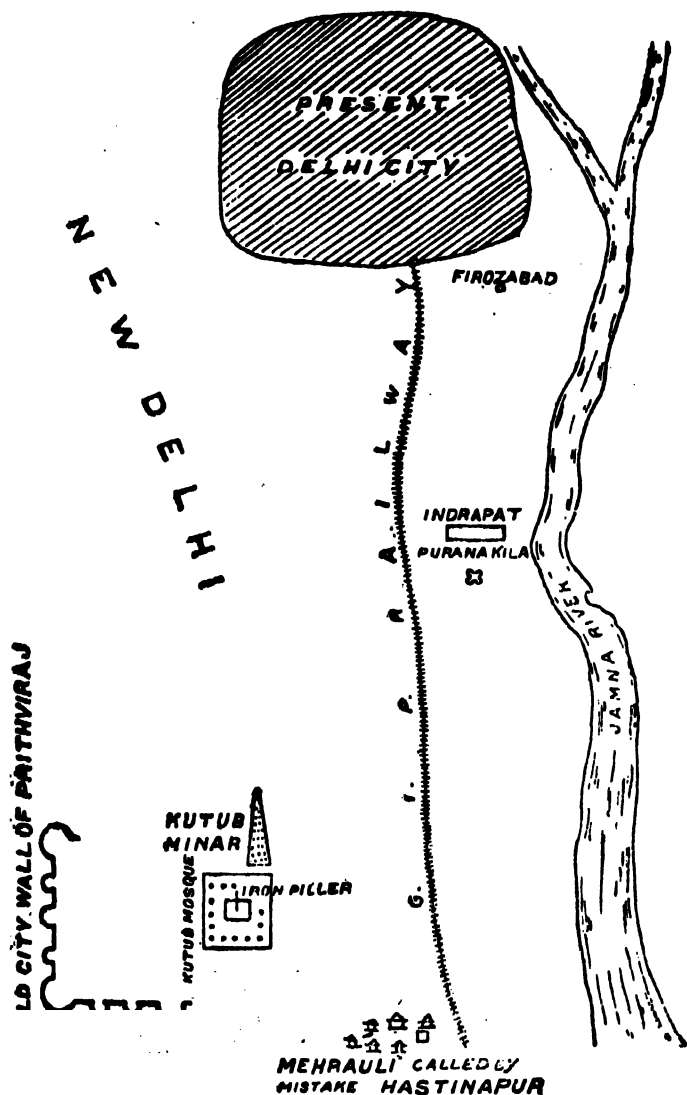 PRESENT
DELHI CITY
NEW DELHI
FIROZABAD
G. I. P. RAILWAY
INDRAPAT
PURANA KILA
JAMNA RIVER
LD CITY WALL OF PRITHVIRAJ
KUTUB
MINAR
KUTUB MOSQUE
IRON PILLER
MEHRAULI CALLED BY
MISTAKE HASTINAPUR